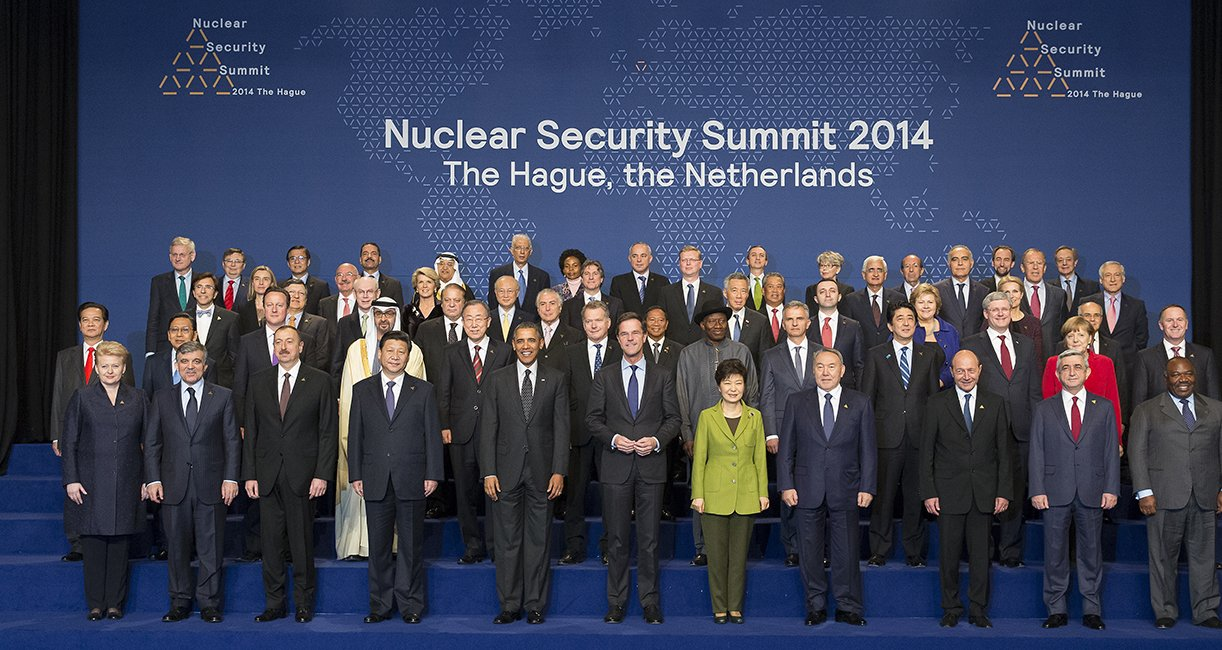 Nuclear
Security
Summit
2014 The Hague
Nuclear
Security
Summit
2014 The Hague
Nuclear Security Summit 2014
The Hague, the Netherlands